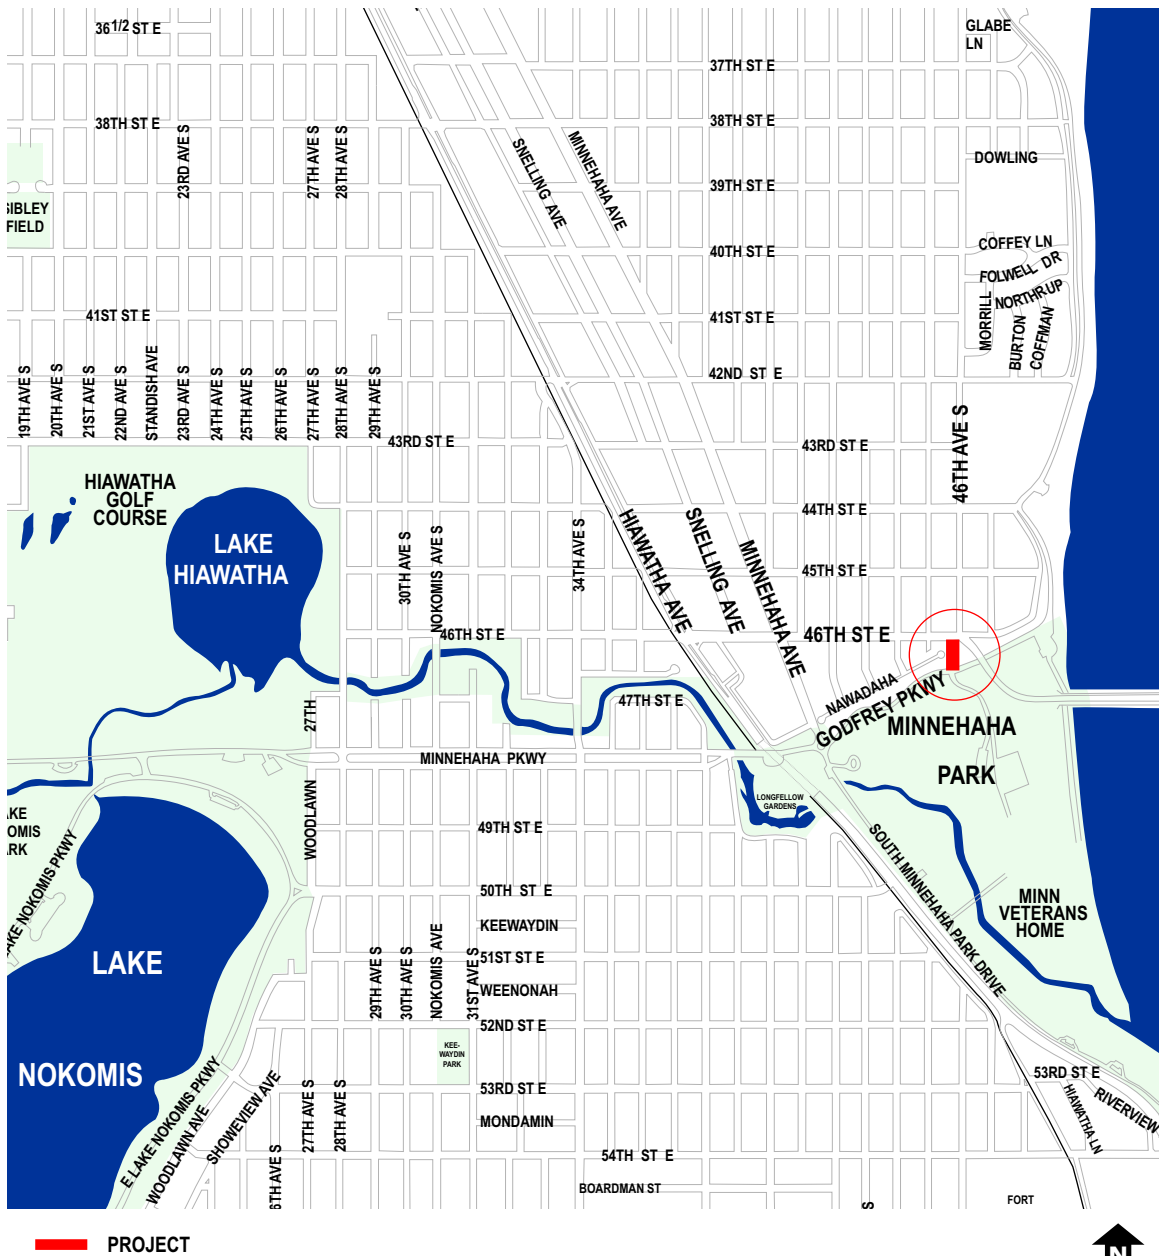 36 1/2 ST E
GLABE
LN
37TH ST E
38TH ST E
38TH ST E
23RD AVE S
27TH AVE S
28TH AVE S
SNELLING AVE
MINNEHAHA AVE
DOWLING
39TH ST E
SIBLEY
FIELD
40TH ST E
COFFEY LN
FOLWELL DR
NORTHRUP
MORRILL
BURTON
COFFMAN
41ST ST E
41ST ST E
42ND ST E
19TH AVE S
20TH AVE S
21ST AVE S
22ND AVE S
STANDISH AVE
23RD AVE S
24TH AVE S
25TH AVE S
26TH AVE S
27TH AVE S
28TH AVE S
29TH AVE S
43RD ST E
43RD ST E
46TH AVE S
HIAWATHA
GOLF
COURSE
44TH ST E
LAKE
HIAWATHA
30TH AVE S
NOKOMIS AVE S
34TH AVE S
HIAWATHA AVE
SNELLING AVE
MINNEHAHA AVE
45TH ST E
46TH ST E
46TH ST E
47TH ST E
NAWADAHA
GODFREY PKWY
27TH
MINNEHAHA
PARK
MINNEHAHA PKWY
WOODLAWN
LONGFELLOW
GARDENS
LAKE
NOKOMIS
PARK
LAKE NOKOMIS PKWY
49TH ST E
SOUTH MINNEHAHA PARK DRIVE
50TH ST E
MINN
VETERANS
HOME
KEEWAYDIN
LAKE
NOKOMIS
29TH AVE S
30TH AVE S
NOKOMIS AVE
31ST AVE S
51ST ST E
WEENONAH
52ND ST E
KEE-
WAYDIN
PARK
53RD ST E
53RD ST E
HIAWATHA LN
RIVERVIEW
E LAKE NOKOMIS PKWY
WOODLAWN AVE
SHOWEVIEW AVE
27TH AVE S
28TH AVE S
MONDAMIN
6TH AVE S
54TH ST E
BOARDMAN ST
S
FORT
PROJECT
N